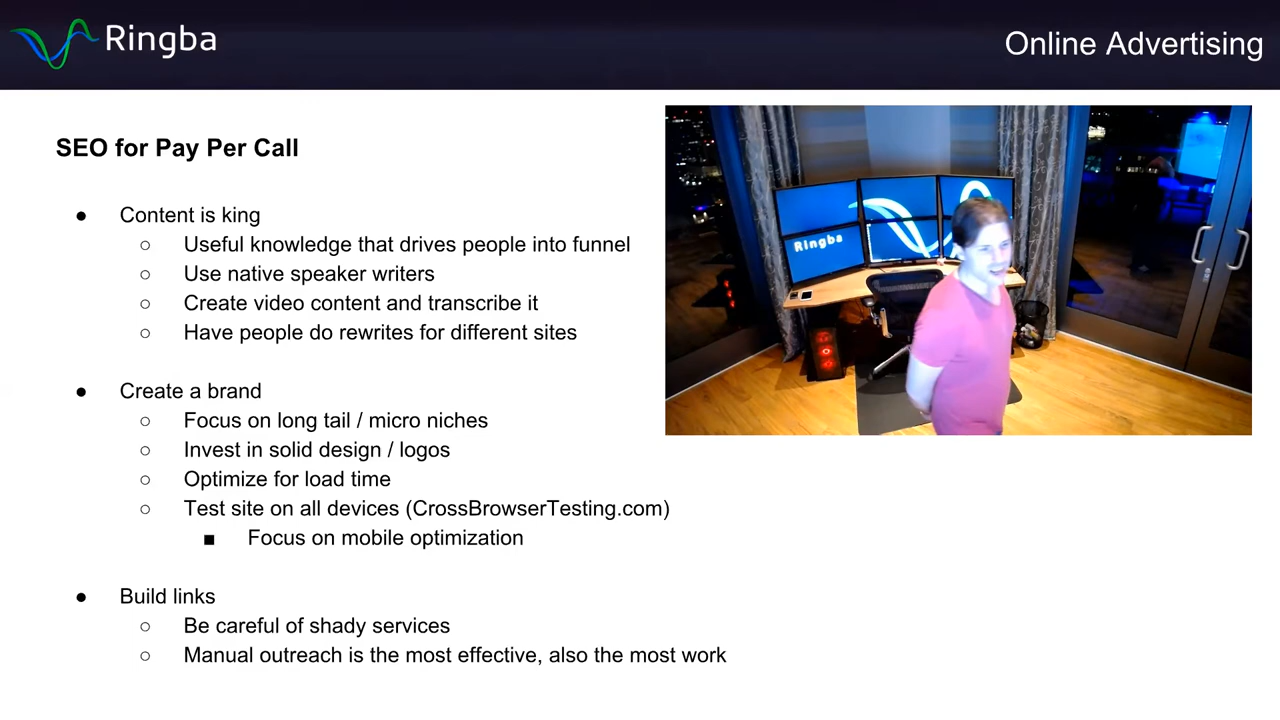 Ringba
Online Advertising
SEO for Pay Per Call
● Content is king
○ Useful knowledge that drives people into funnel
○ Use native speaker writers
○ Create video content and transcribe it
○ Have people do rewrites for different sites
● Create a brand
○ Focus on long tail / micro niches
○ Invest in solid design / logos
○ Optimize for load time
○ Test site on all devices (CrossBrowserTesting.com)
■ Focus on mobile optimization
● Build links
○ Be careful of shady services
○ Manual outreach is the most effective, also the most work
Ringba